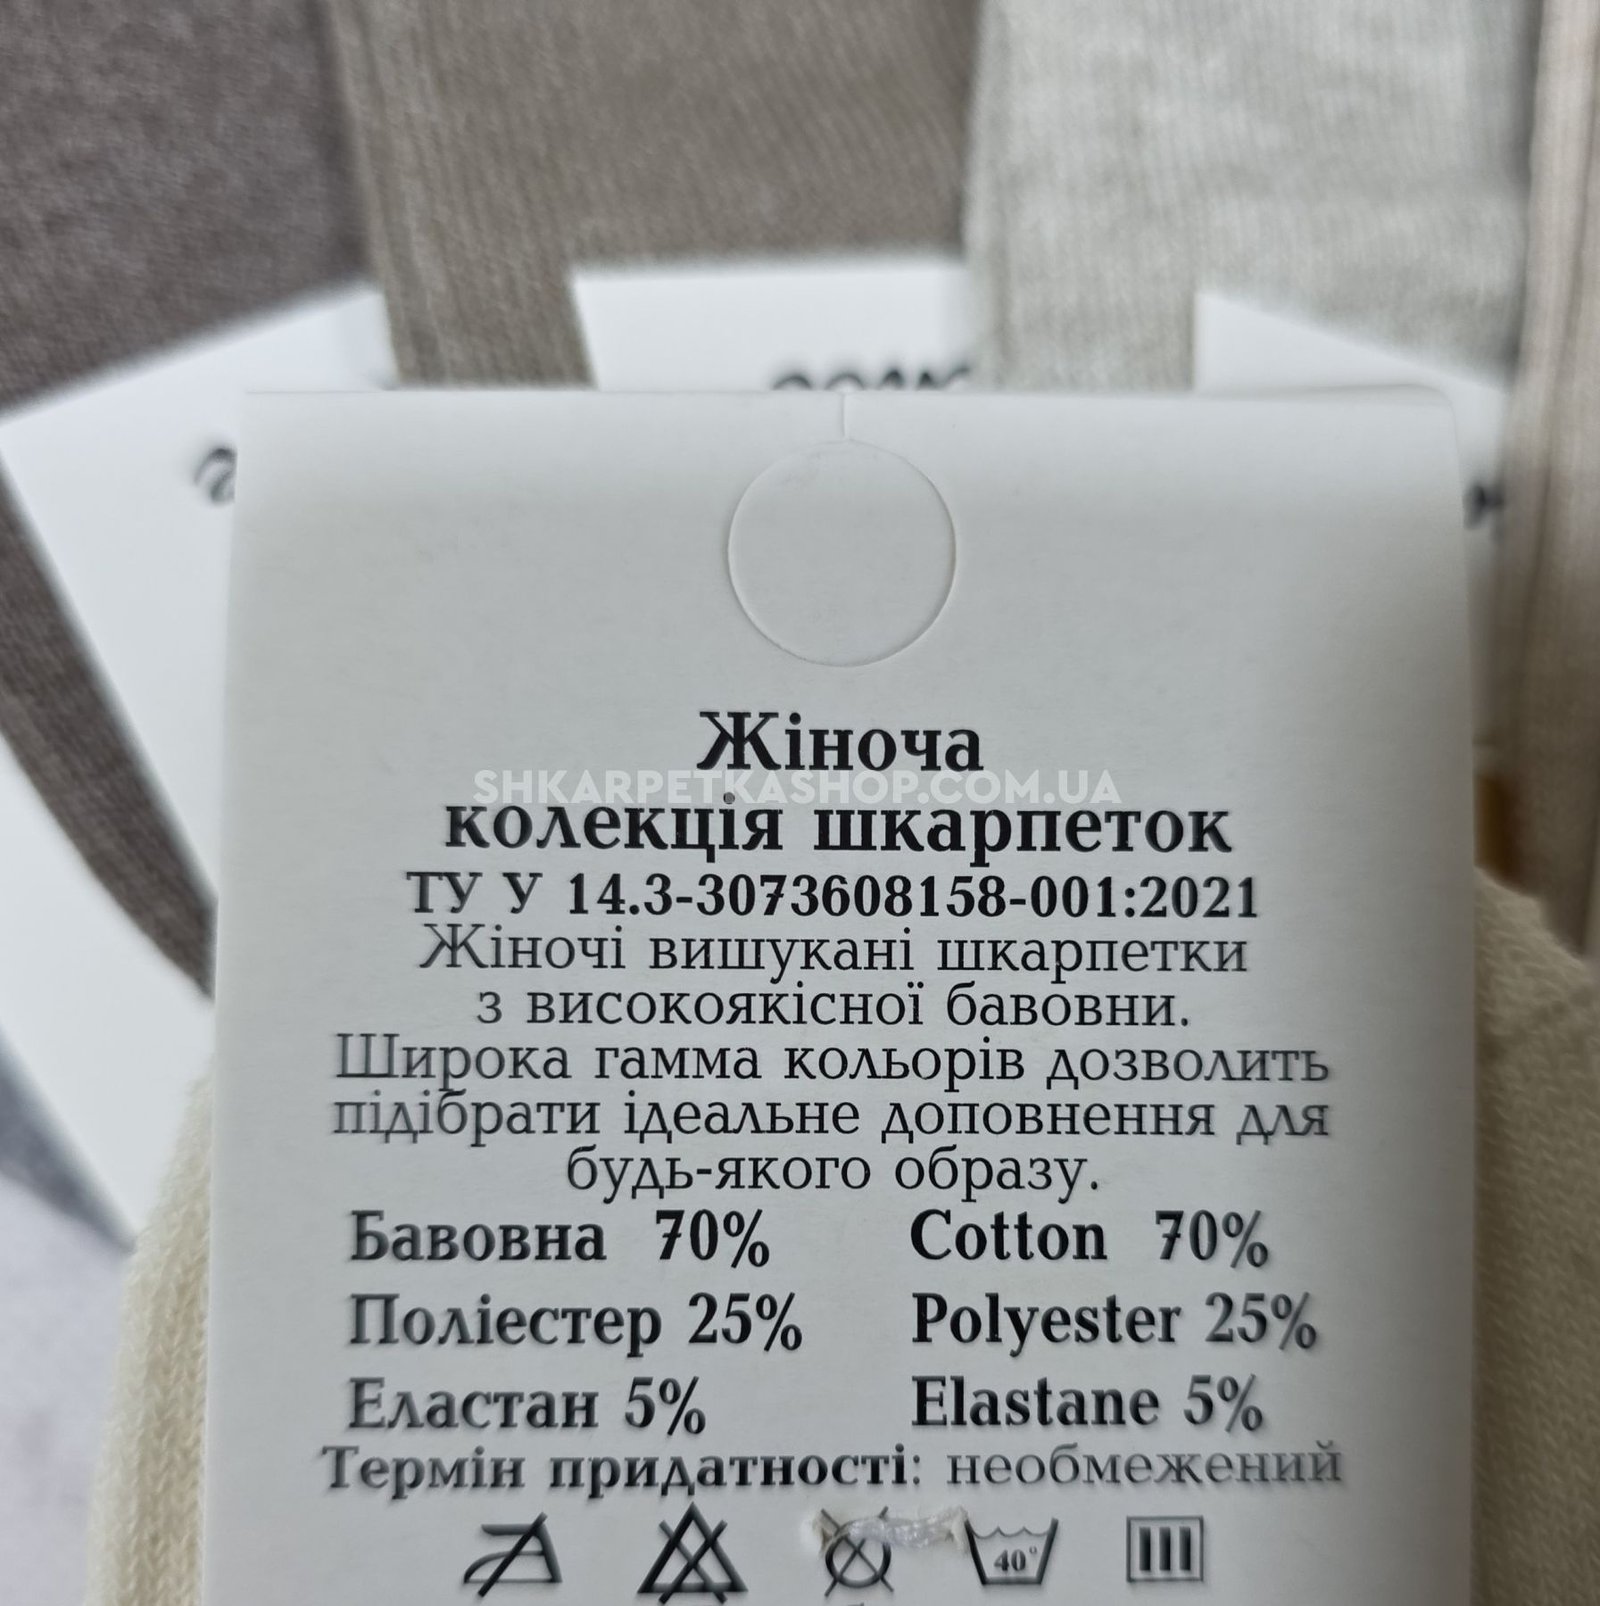 Жіноча
SHKARPETKASHOP.COM.UA
колекція шкарпеток
ТУ У 14.3-3073608158-001:2021
Жіночі вишукані шкарпетки
з високоякісної бавовни.
Широка гамма кольорів дозволить
підібрати ідеальне доповнення для
будь-якого образу.
Бавовна 70% Cotton 70%
Поліестер 25% Polyester 25%
Еластан 5% Elastane 5%
Термін придатності: необмежений
40°